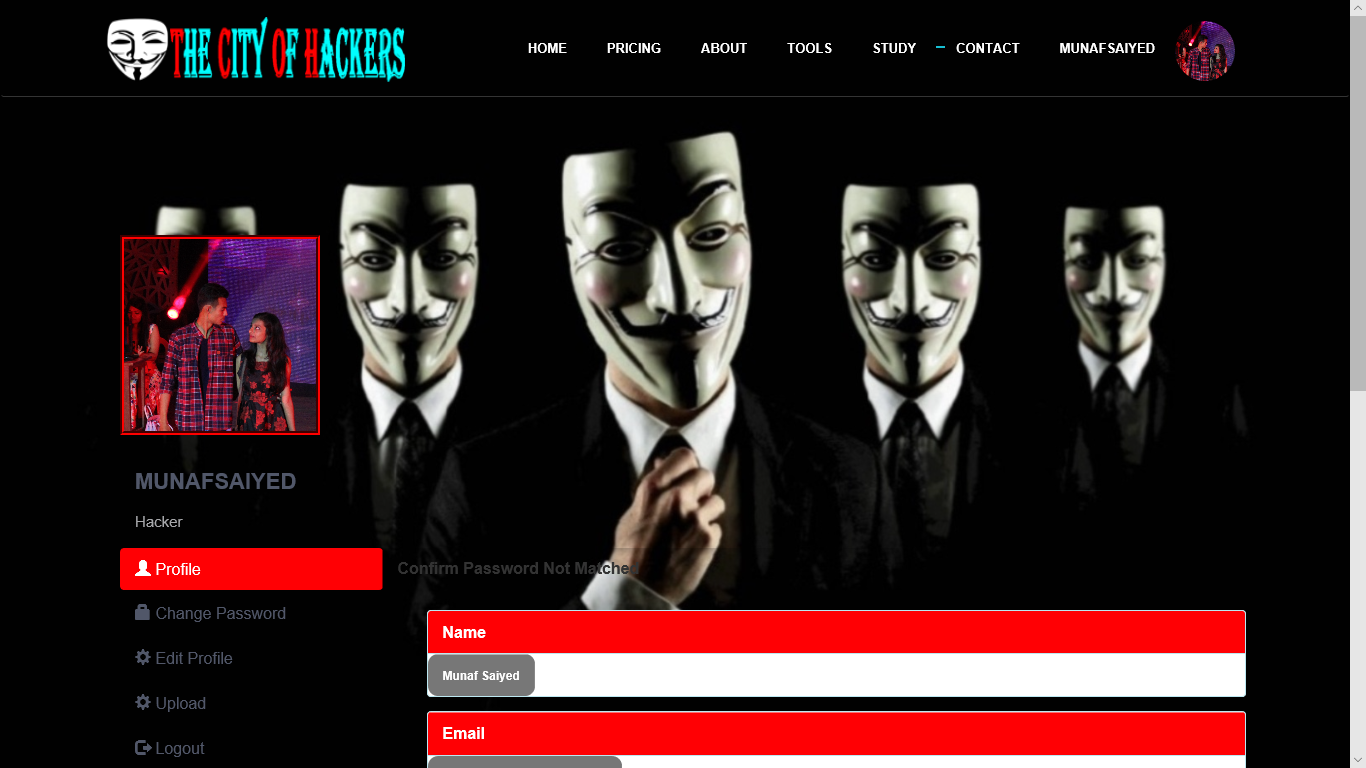 THE CITY OF HACKERS
HOME PRICING ABOUT TOOLS STUDY CONTACT MUNAFSAIYED
MUNAFSAIYED
Hacker
Profile
Confirm Password Not Matched
Change Password
Name
Munaf Saiyed
Edit Profile
Upload
Email
Logout